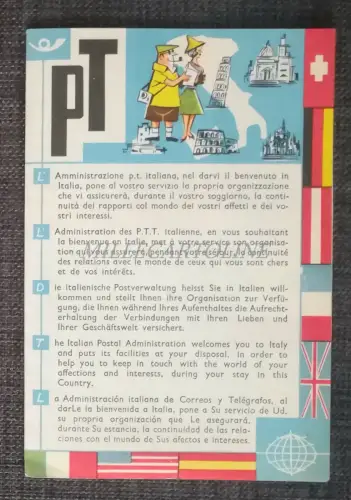 PT
L' Amministrazione p.t. italiana, nel darvi il benvenuto in
Italia, pone al vostro servizio la propria organizzazione
che vi assicurerà, durante il vostro soggiorno, la conti-
nuità dei rapporti col mondo dei vostri affetti e dei vo-
stri interessi.
L' Administration des P.T.T. italienne, en vous souhaitant
la bienvenue en Italie, met à votre service son organisa-
tion qui vous assurera, pendant votre séjour, la continuité
des relations avec le monde de ceux qui vous sont chers
et de vos intérêts.
Die italienische Postverwaltung heisst Sie in Italien will-
kommen und stellt Ihnen ihre Organisation zur Verfü-
gung, die Ihnen während Ihres Aufenthaltes die Aufrecht-
erhaltung der Verbindungen mit Ihren Lieben und
Ihrer Geschäftswelt versichert.
The Italian Postal Administration welcomes you to Italy
and puts its facilities at your disposal, in order to
help you to keep in touch with the world of your
affections and interests, during your stay in this
Country.
La Administración italiana de Correos y Telégrafos, al
darLe la bienvenida a Italia, pone a Su servicio de Ud.
su propria organización que Le asegurará,
durante Su estancia, la continuidad de las relacio-
nes con el mundo de Sus afectos e intereses.